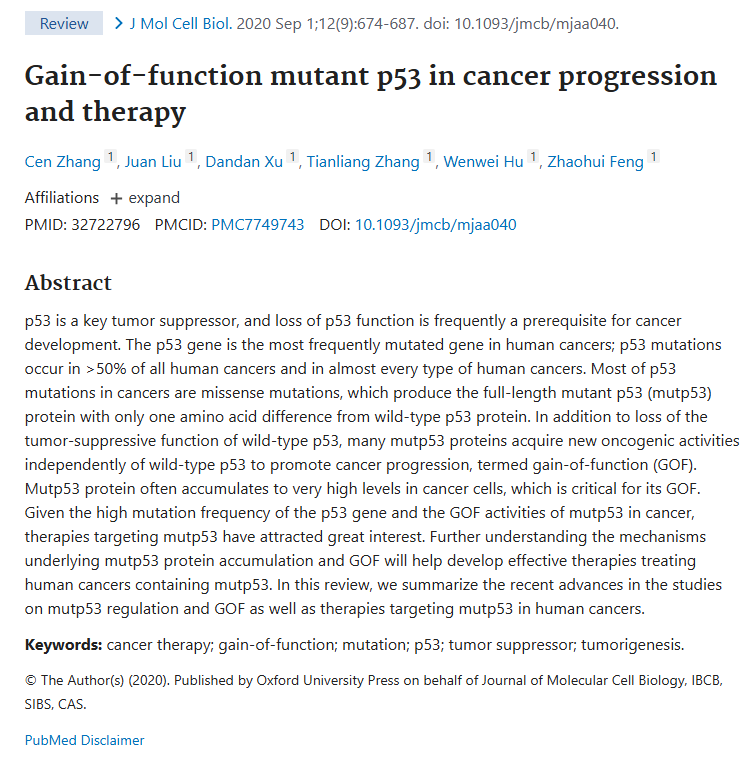 Review J Mol Cell Biol. 2020 Sep 1;12(9):674-687. doi: 10.1093/jmcb/mjaa040.
Gain-of-function mutant p53 in cancer progression
and therapy
Cen Zhang 1, Juan Liu 1, Dandan Xu 1, Tianliang Zhang 1, Wenwei Hu 1, Zhaohui Feng 1
Affiliations + expand
PMID: 32722796 PMCID: PMC7749743 DOI: 10.1093/jmcb/mjaa040
Abstract
p53 is a key tumor suppressor, and loss of p53 function is frequently a prerequisite for cancer
development. The p53 gene is the most frequently mutated gene in human cancers; p53 mutations
occur in >50% of all human cancers and in almost every type of human cancers. Most of p53
mutations in cancers are missense mutations, which produce the full-length mutant p53 (mutp53)
protein with only one amino acid difference from wild-type p53 protein. In addition to loss of the
tumor-suppressive function of wild-type p53, many mutp53 proteins acquire new oncogenic activities
independently of wild-type p53 to promote cancer progression, termed gain-of-function (GOF).
Mutp53 protein often accumulates to very high levels in cancer cells, which is critical for its GOF.
Given the high mutation frequency of the p53 gene and the GOF activities of mutp53 in cancer,
therapies targeting mutp53 have attracted great interest. Further understanding the mechanisms
underlying mutp53 protein accumulation and GOF will help develop effective therapies treating
human cancers containing mutp53. In this review, we summarize the recent advances in the studies
on mutp53 regulation and GOF as well as therapies targeting mutp53 in human cancers.
Keywords: cancer therapy; gain-of-function; mutation; p53; tumor suppressor; tumorigenesis.
© The Author(s) (2020). Published by Oxford University Press on behalf of Journal of Molecular Cell Biology, IBCB,
SIBS, CAS.
PubMed Disclaimer